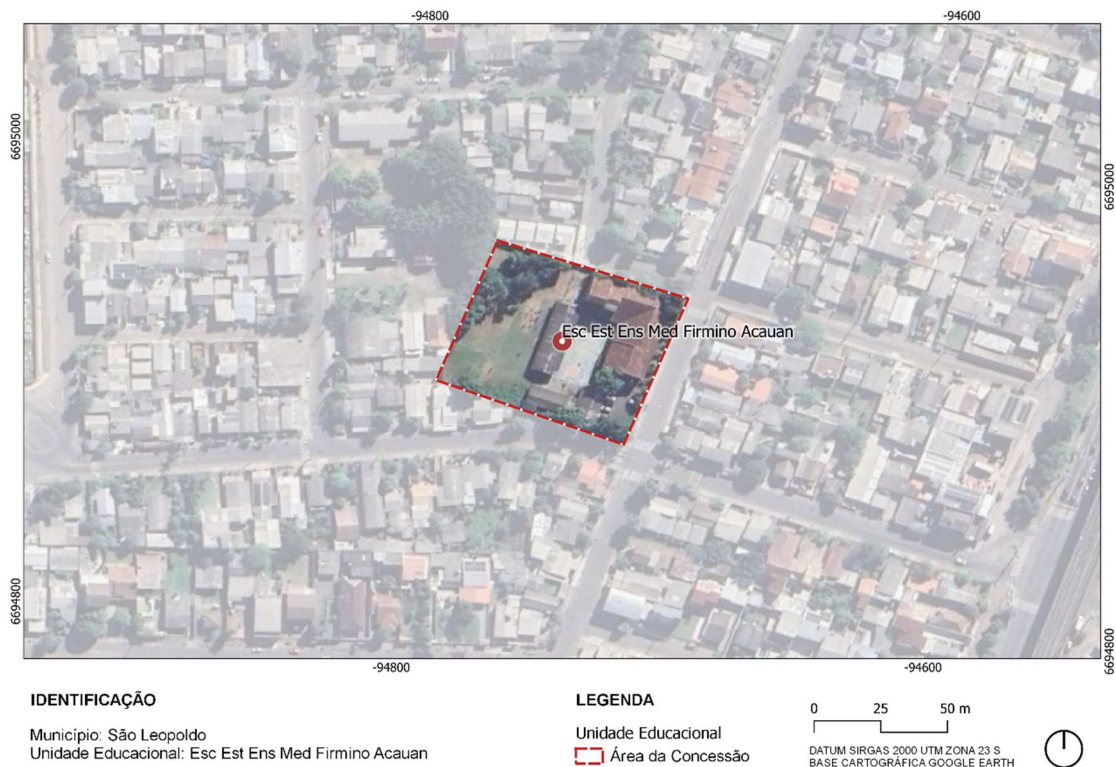 -94800
-94600
6695000
6695000
Esc Est Ens Med Firmino Acauan
6694800
6694800
-94800
-94600
IDENTIFICAÇÃO
Município: São Leopoldo
Unidade Educacional: Esc Est Ens Med Firmino Acauan
LEGENDA
Unidade Educacional
Área da Concessão
0 25 50 m
DATUM SIRGAS 2000 UTM ZONA 23 S
BASE CARTOGRÁFICA GOOGLE EARTH